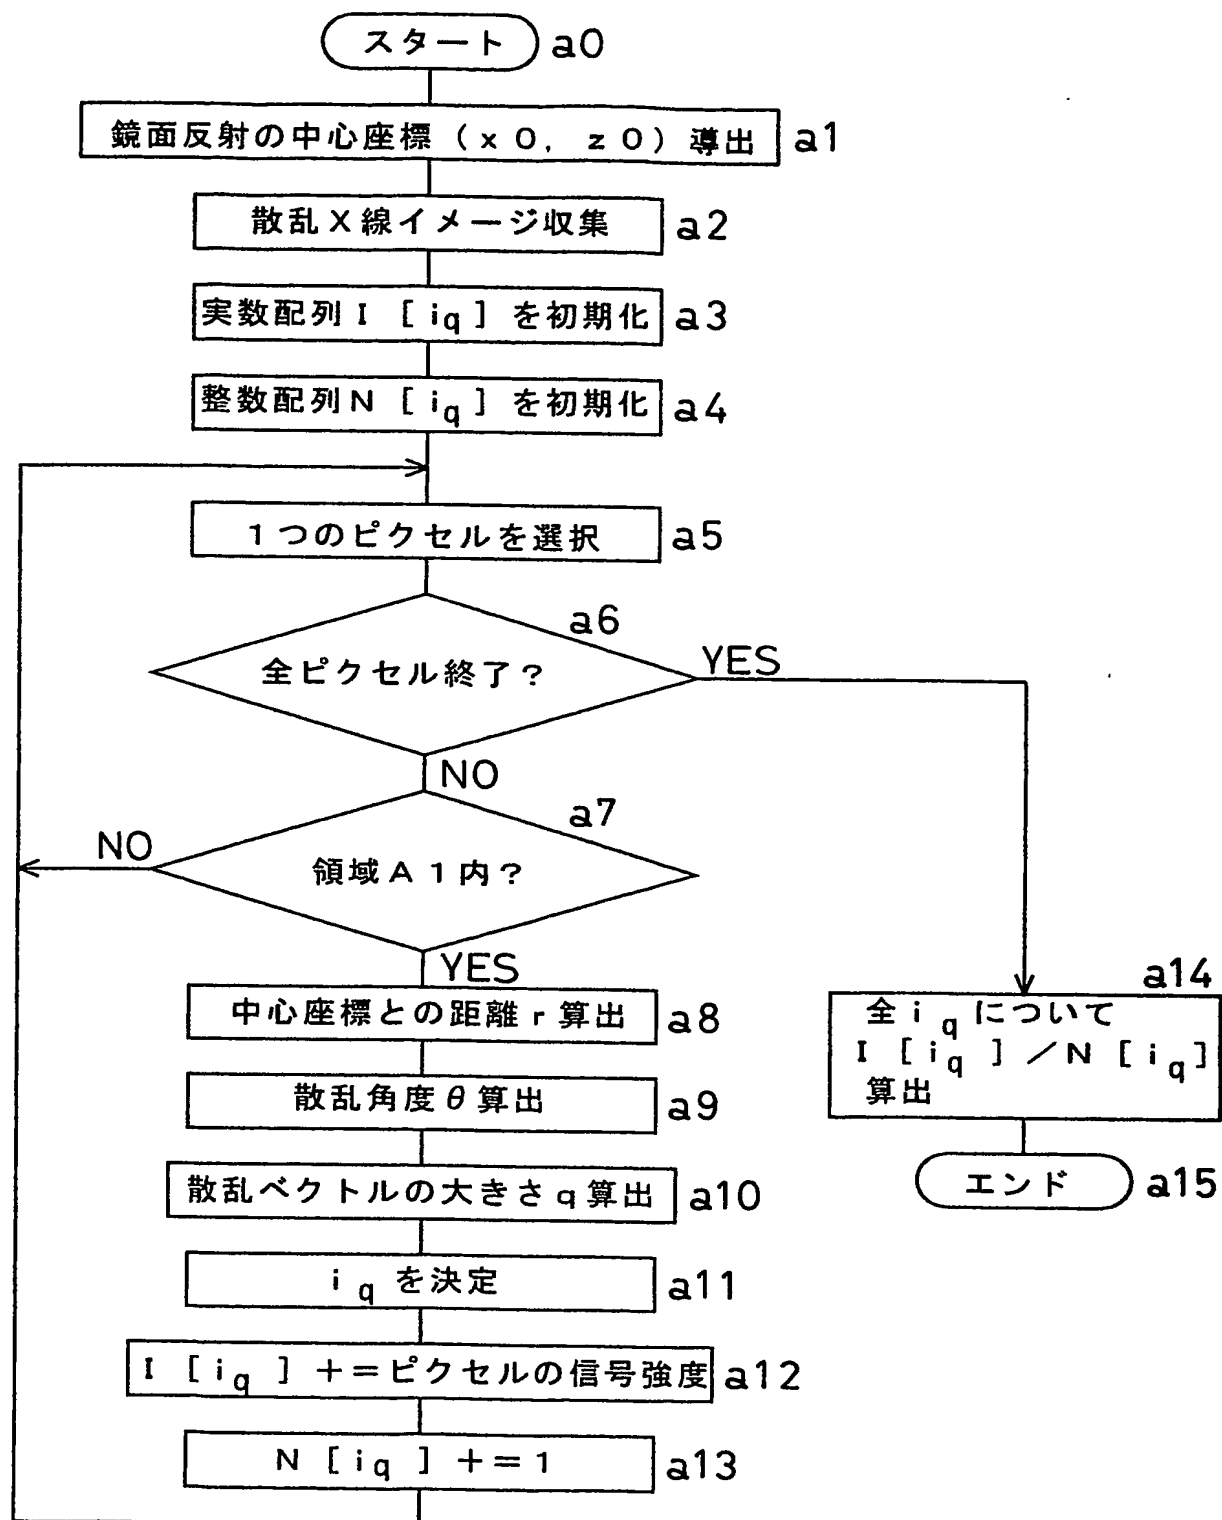 スタート a0
鏡面反射の中心座標(x0, z0)導出 a1
散乱X線イメージ収集 a2
実数配列I[iq]を初期化 a3
整数配列N[iq]を初期化 a4
1つのピクセルを選択 a5
a6
全ピクセル終了?
YES
NO
a7
領域A1内?
NO
YES
中心座標との距離r算出 a8
散乱角度θ算出 a9
散乱ベクトルの大きさq算出 a10
iqを決定 a11
I[iq]+=ピクセルの信号強度 a12
N[iq]+=1 a13
a14
全iqについて
I[iq]/N[iq]
算出
エンド a15